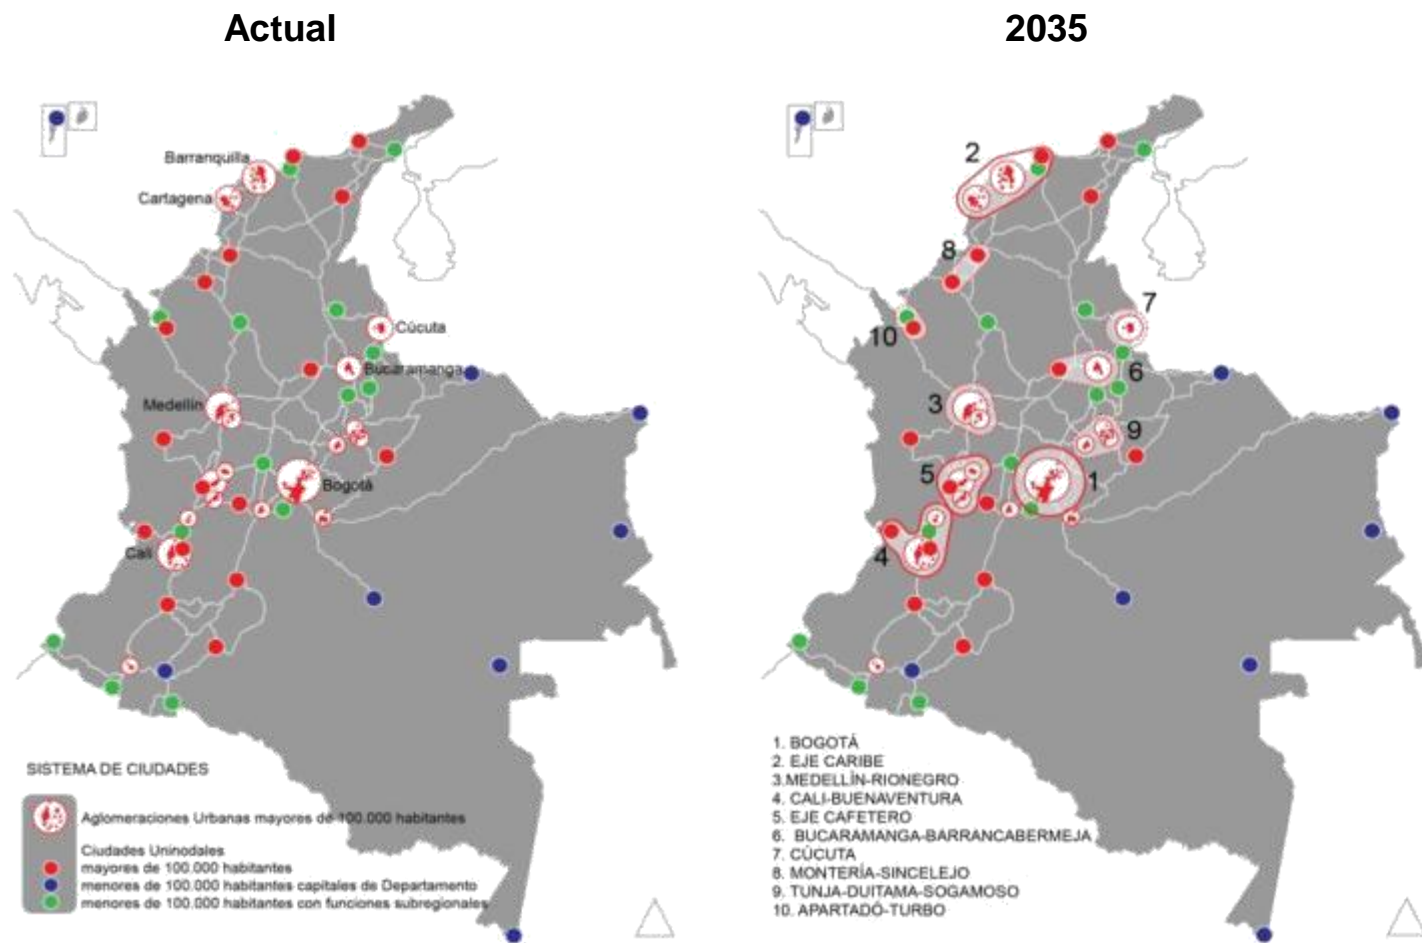 Actual
2035
Barranquilla
Cartagena
Cúcuta
Bucaramanga
Medellín
Bogotá
Cali
2
8
7
10
6
3
9
5
1
4
SISTEMA DE CIUDADES
Aglomeraciones Urbanas mayores de 100.000 habitantes
Ciudades Uninodales
mayores de 100.000 habitantes
menores de 100.000 habitantes capitales de Departamento
menores de 100.000 habitantes con funciones subregionales
1. BOGOTÁ
2. EJE CARIBE
3.MEDELLÍN-RIONEGRO
4. CALI-BUENAVENTURA
5. EJE CAFETERO
6. BUCARAMANGA-BARRANCABERMEJA
7. CÚCUTA
8. MONTERÍA-SINCELEJO
9. TUNJA-DUITAMA-SOGAMOSO
10. APARTADÓ-TURBO